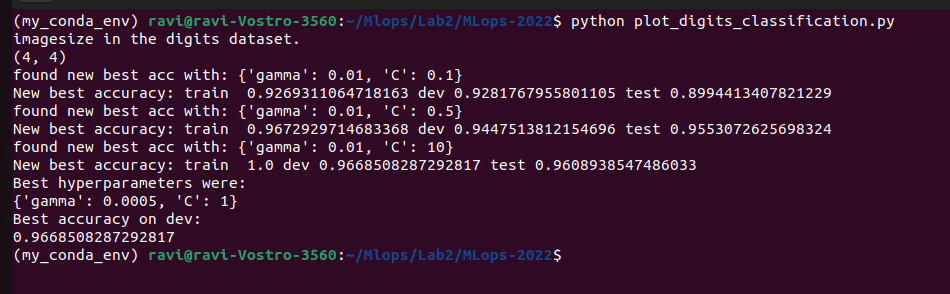 (my_conda_env) ravi@ravi-Vostro-3560:~/Mlops/Lab2/MLops-2022$ python plot_digits_classification.py
imagesize in the digits dataset.
(4, 4)
found new best acc with: {'gamma': 0.01, 'C': 0.1}
New best accuracy: train  0.9269311064718163 dev 0.9281767955801105 test 0.8994413407821229
found new best acc with: {'gamma': 0.01, 'C': 0.5}
New best accuracy: train  0.9672929714683368 dev 0.9447513812154696 test 0.9553072625698324
found new best acc with: {'gamma': 0.01, 'C': 10}
New best accuracy: train  1.0 dev 0.9668508287292817 test 0.9608938547486033
Best hyperparameters were:
{'gamma': 0.0005, 'C': 1}
Best accuracy on dev:
0.9668508287292817
(my_conda_env) ravi@ravi-Vostro-3560:~/Mlops/Lab2/MLops-2022$